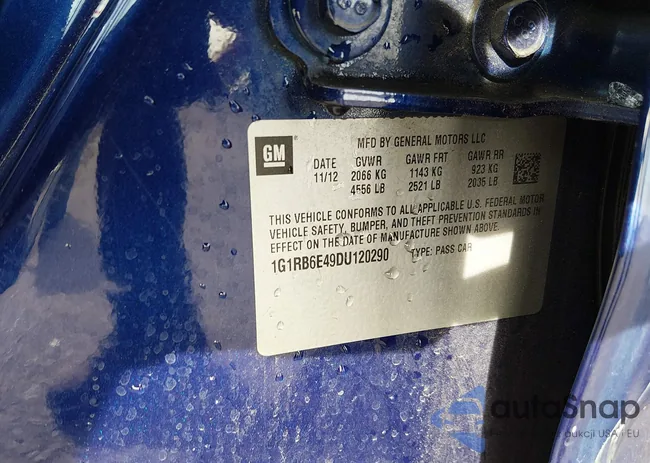 GM
MFD BY GENERAL MOTORS LLC
DATE GVWR GAWR FRT GAWR RR
11/12 2066 KG 1143 KG 923 KG
4556 LB 2521 LB 2035 LB
THIS VEHICLE CONFORMS TO ALL APPLICABLE U.S. FEDERAL MOTOR
VEHICLE SAFETY, BUMPER, AND THEFT PREVENTION STANDARDS IN
EFFECT ON THE DATE OF MANUFACTURE SHOWN ABOVE.
1G1RB6E49DU120290 TYPE: PASS CAR
autoSnap
aukcji USA i EU